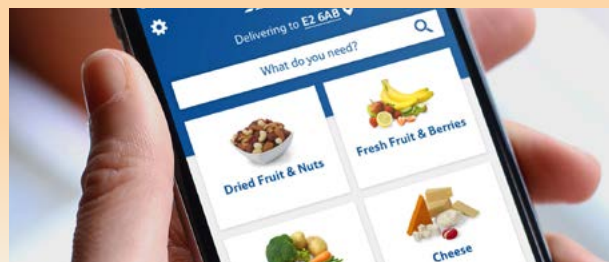 Delivering to E2 6AB
What do you need?
Dried Fruit & Nuts
Fresh Fruit & Berries
Cheese